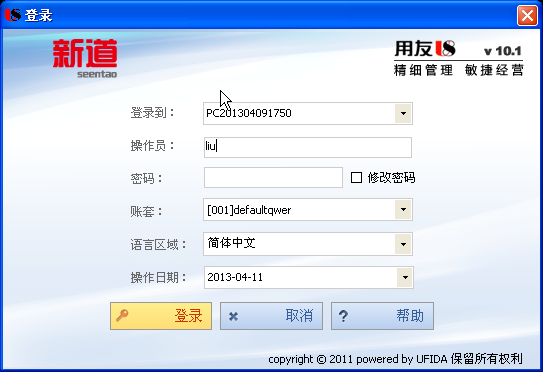 登录
新道
seentao
用友 US v 10.1
精细管理 敏捷经营
登录到： PC201304091750
操作员： liu
密码： 修改密码
账套： [001]defaultqwer
语言区域： 简体中文
操作日期： 2013-04-11
登录 取消 ? 帮助
copyright © 2011 powered by UFIDA 保留所有权利